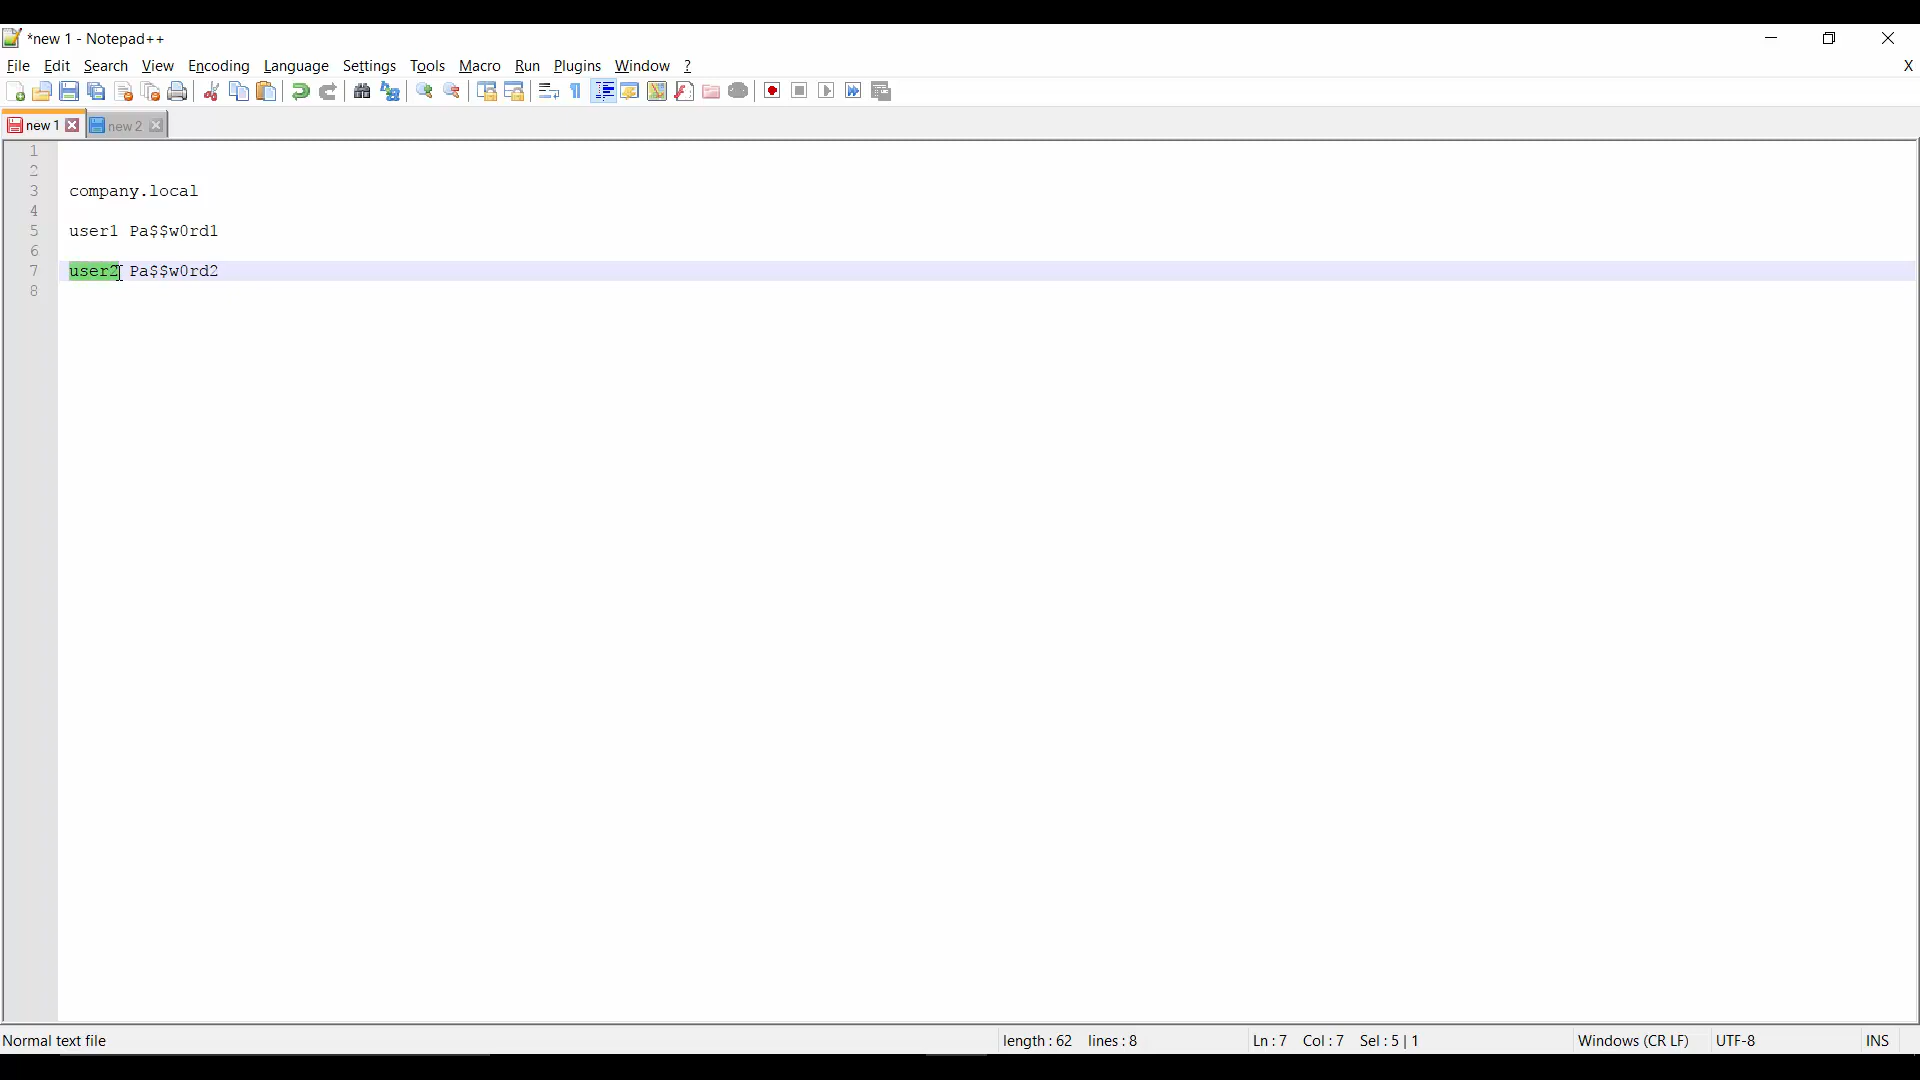 *new 1 - Notepad++
File Edit Search View Encoding Language Settings Tools Macro Run Plugins Window ?
X
new 1 new 2
1
2
3 company.local
4
5 user1 Pa$$w0rd1
6
7 user2 Pa$$w0rd2
8
Normal text file length : 62 lines : 8 Ln : 7 Col : 7 Sel : 5 | 1 Windows (CR LF) UTF-8 INS